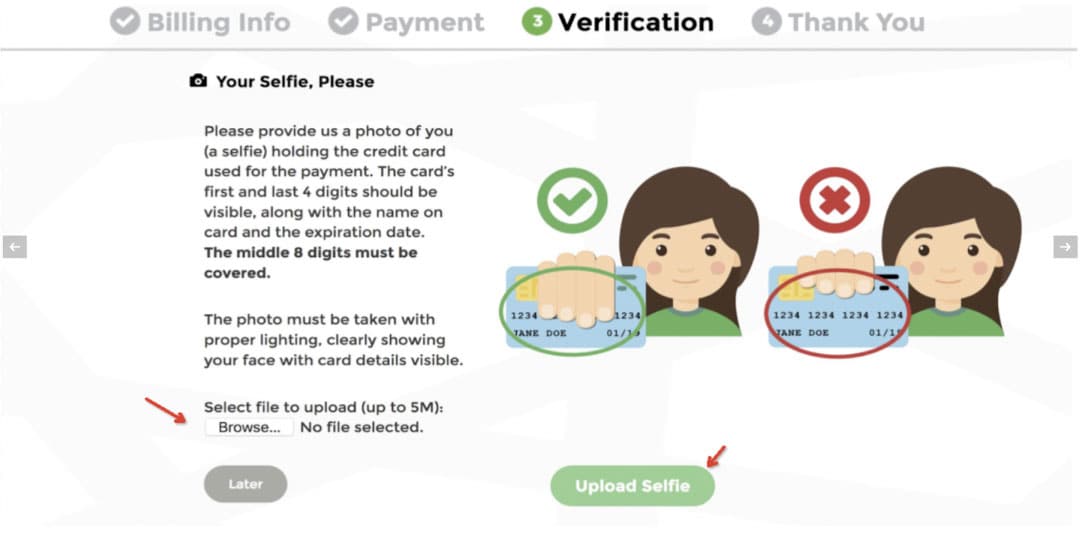 Billing Info
Payment
3 Verification
4 Thank You
Your Selfie, Please
Please provide us a photo of you
(a selfie) holding the credit card
used for the payment. The card's
first and last 4 digits should be
visible, along with the name on
card and the expiration date.
The middle 8 digits must be
covered.
The photo must be taken with
proper lighting, clearly showing
your face with card details visible.
Select file to upload (up to 5M):
Browse... No file selected.
Later
1234 1234
JANE DOE 01/19
1234 1234 1234 1234
JANE DOE 01/1
Upload Selfie